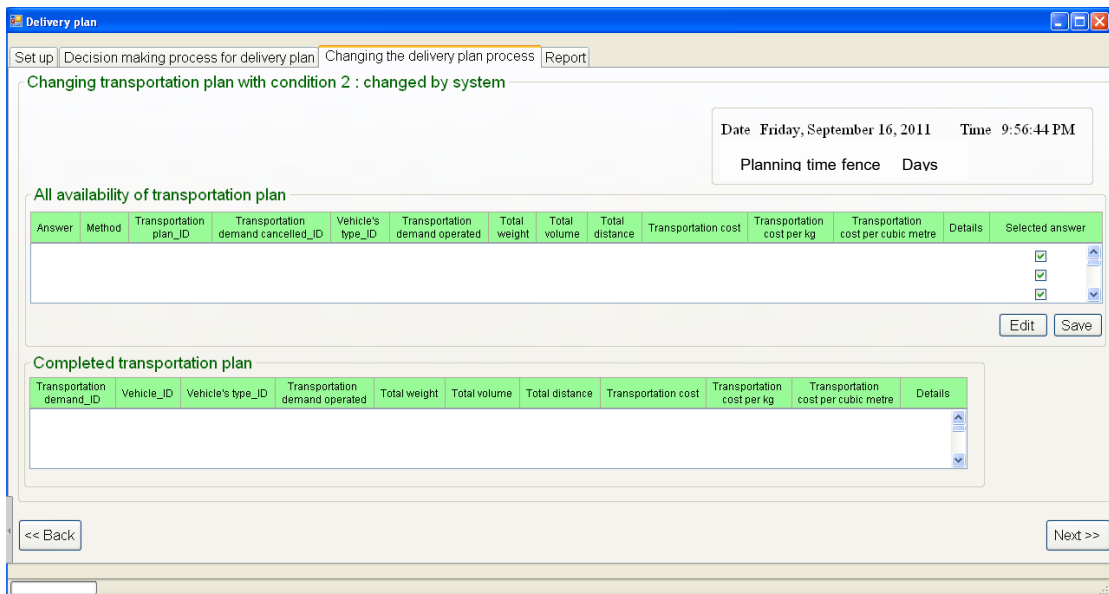 Delivery plan
Set up Decision making process for delivery plan Changing the delivery plan process Report
Changing transportation plan with condition 2 : changed by system
Date Friday, September 16, 2011 Time 9:56:44 PM
Planning time fence Days
All availability of transportation plan
Answer Method Transportation plan_ID Transportation demand cancelled_ID Vehicle's type_ID Transportation demand operated Total weight Total volume Total distance Transportation cost Transportation cost per kg Transportation cost per cubic metre Details Selected answer
Edit Save
Completed transportation plan
Transportation demand_ID Vehicle_ID Vehicle's type_ID Transportation demand operated Total weight Total volume Total distance Transportation cost Transportation cost per kg Transportation cost per cubic metre Details
<< Back Next >>